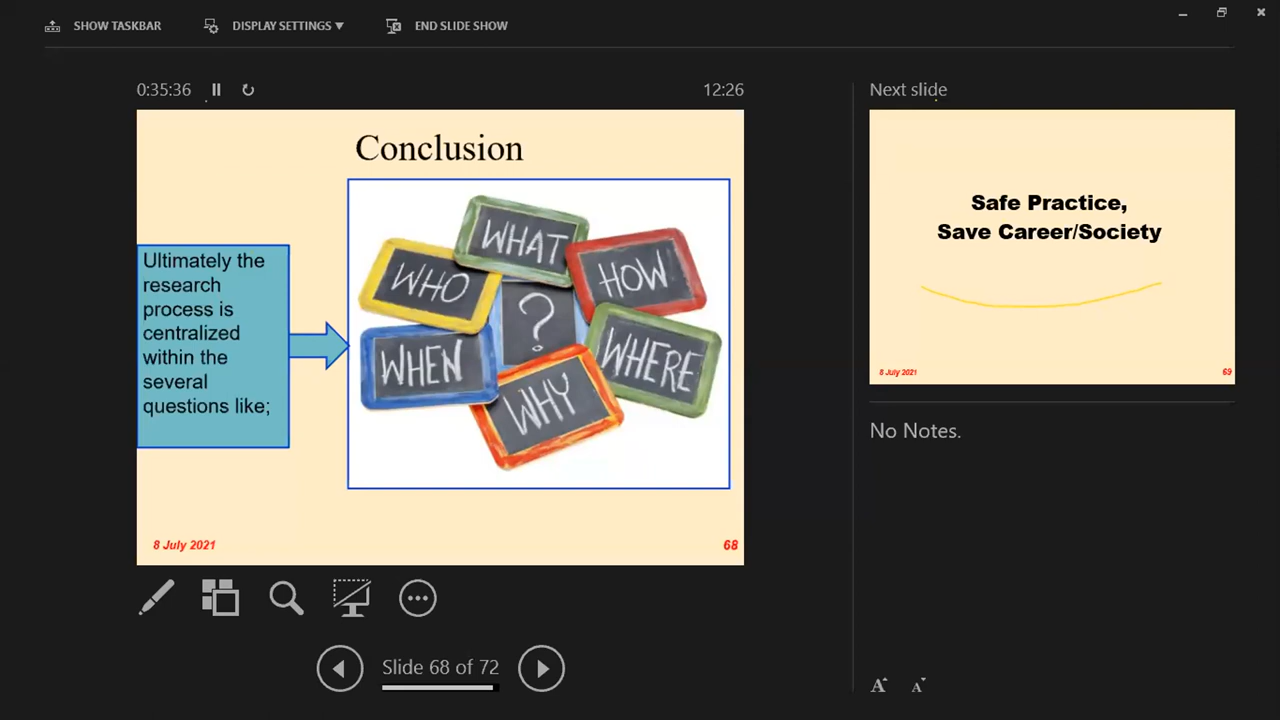 SHOW TASKBAR
DISPLAY SETTINGS ▼
END SLIDE SHOW
0:35:36
12:26
Conclusion
Ultimately the
research
process is
centralized
within the
several
questions like;
WHAT
WHO
HOW
?
WHEN
WHERE
WHY
8 July 2021
68
Next slide
Safe Practice,
Save Career/Society
8 July 2021
69
No Notes.
Slide 68 of 72
A
A